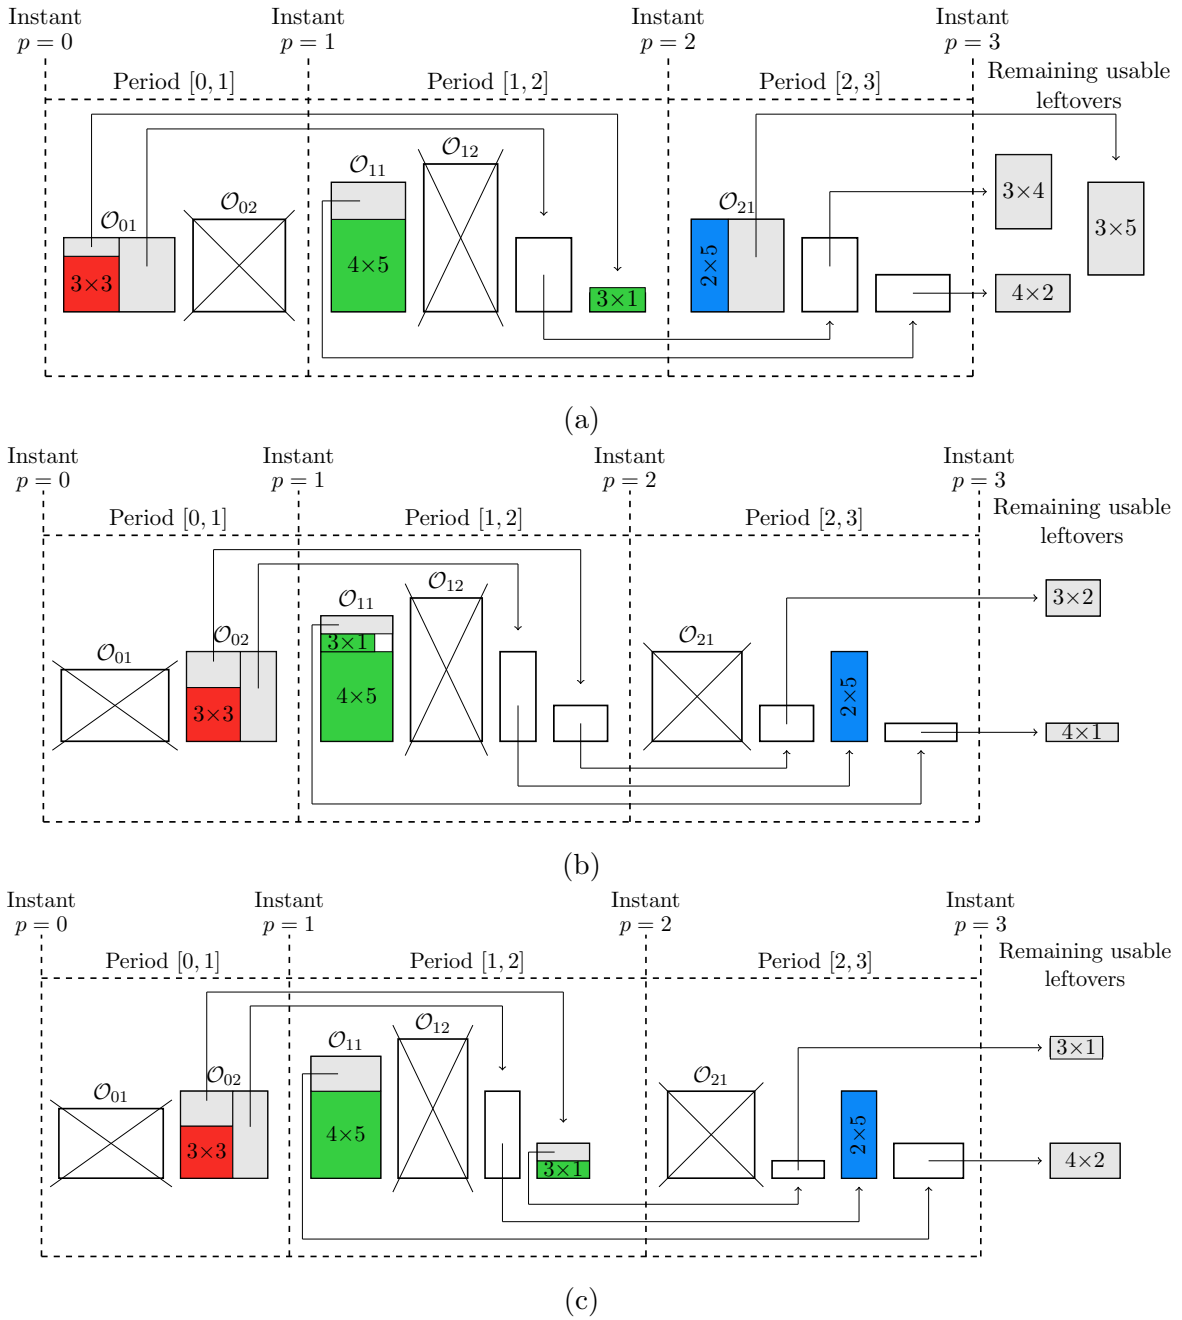 Instant Instant Instant Instant
p = 0 p = 1 p = 2 p = 3
Period [0, 1] Period [1, 2] Period [2, 3]
Remaining usable
leftovers
𝒪₀₁ 𝒪₀₂ 𝒪₁₁ 𝒪₁₂ 𝒪₂₁
3×3 4×5 3×1 2×5 3×4 3×5 4×2
(a)
Instant Instant Instant Instant
p = 0 p = 1 p = 2 p = 3
Period [0, 1] Period [1, 2] Period [2, 3]
Remaining usable
leftovers
𝒪₀₁ 𝒪₀₂ 𝒪₁₁ 𝒪₁₂ 𝒪₂₁
3×3 3×1 4×5 2×5 3×2 4×1
(b)
Instant Instant Instant Instant
p = 0 p = 1 p = 2 p = 3
Period [0, 1] Period [1, 2] Period [2, 3]
Remaining usable
leftovers
𝒪₀₁ 𝒪₀₂ 𝒪₁₁ 𝒪₁₂ 𝒪₂₁
3×3 4×5 3×1 2×5 3×1 4×2
(c)